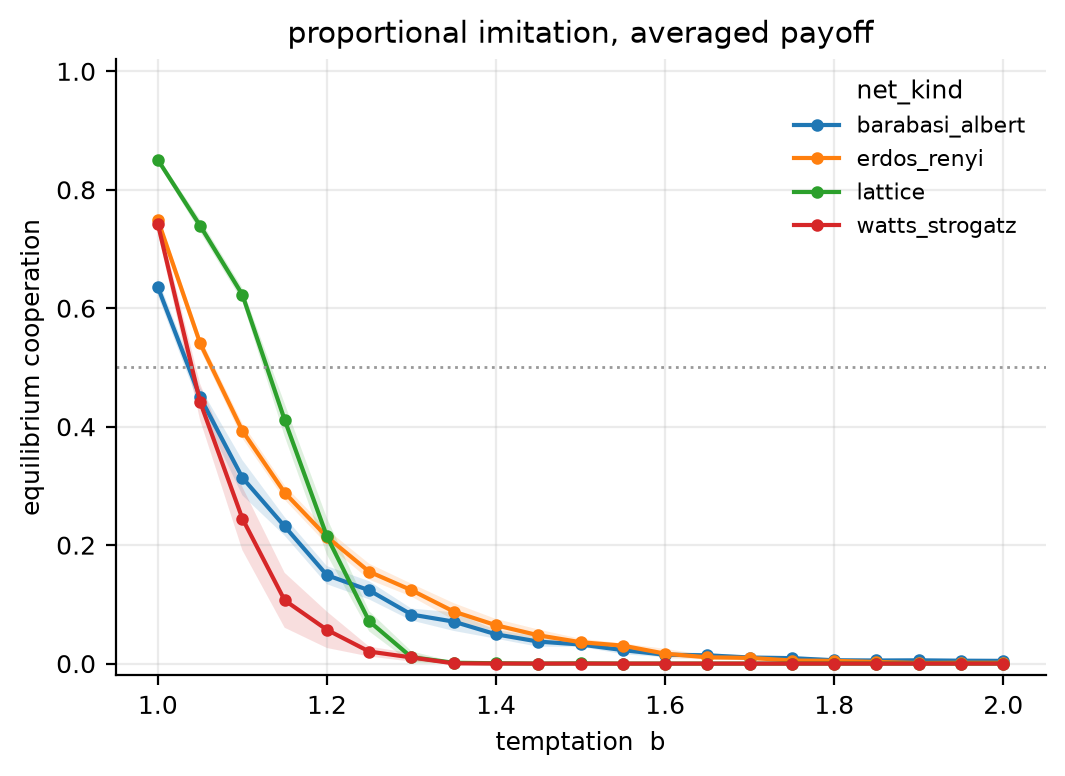 proportional imitation, averaged payoff
net_kind
barabasi_albert
erdos_renyi
lattice
watts_strogatz
equilibrium cooperation
1.0
0.8
0.6
0.4
0.2
0.0
1.0 1.2 1.4 1.6 1.8 2.0
temptation b